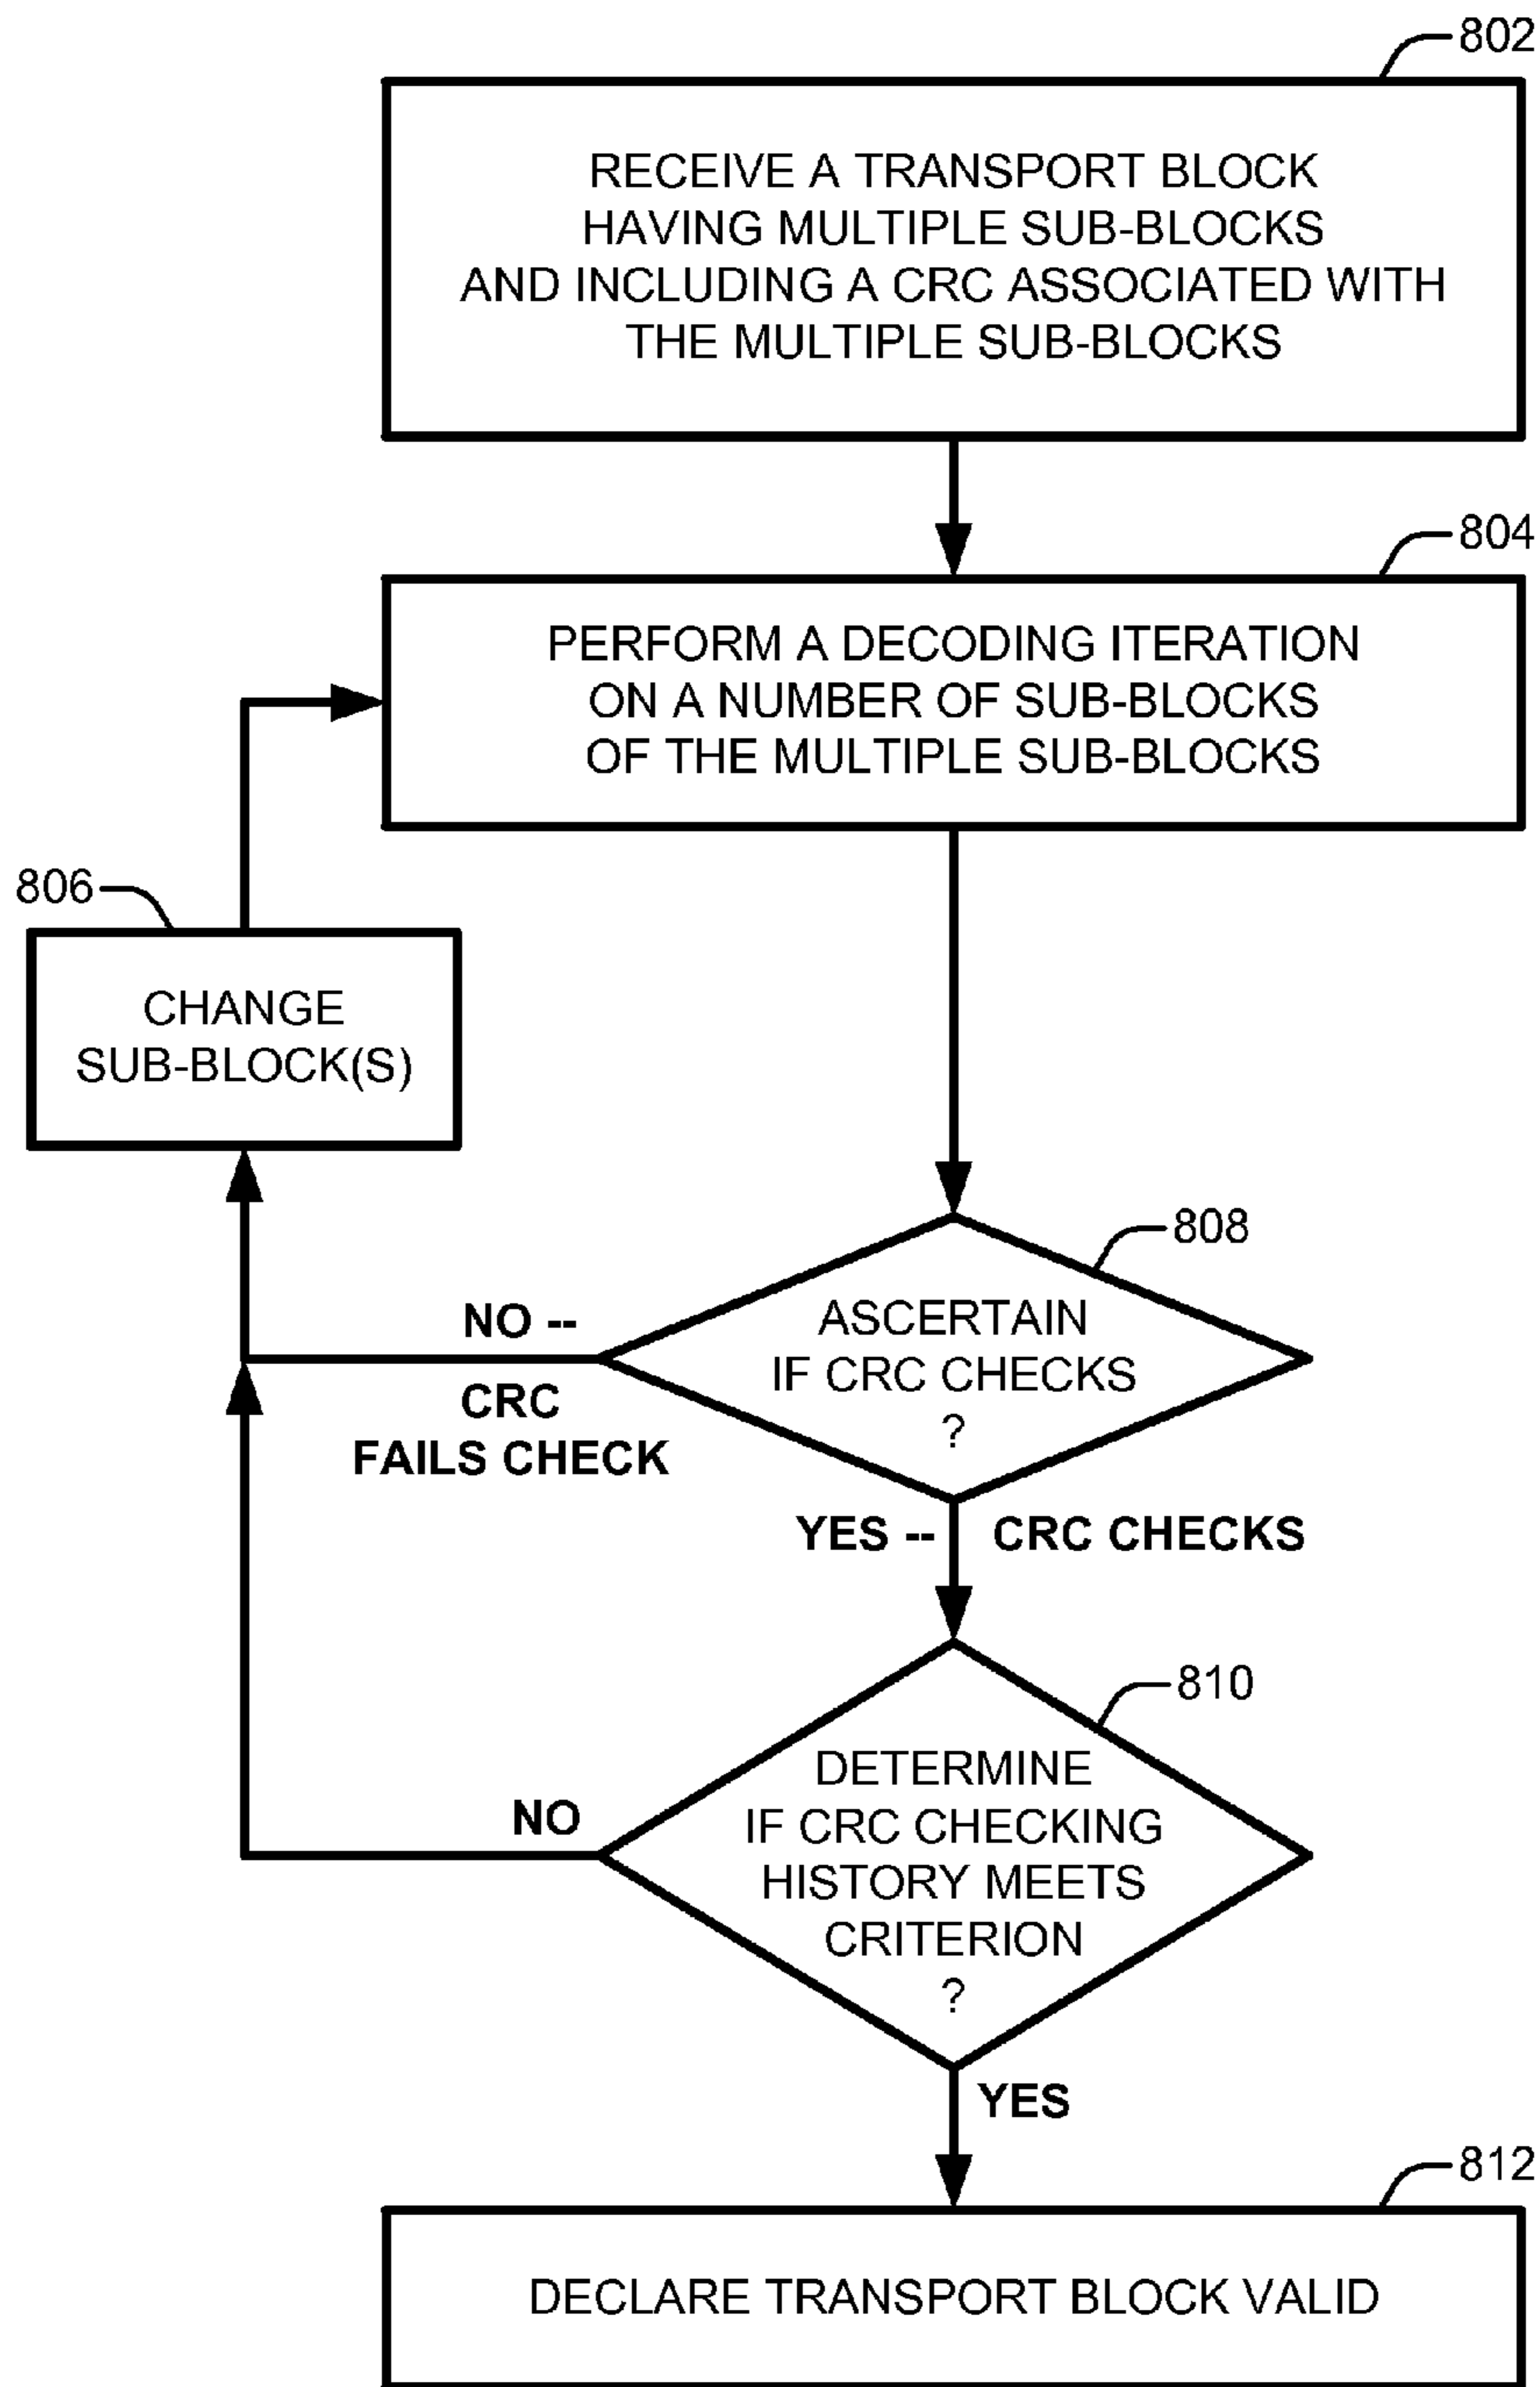 802
RECEIVE A TRANSPORT BLOCK
HAVING MULTIPLE SUB-BLOCKS
AND INCLUDING A CRC ASSOCIATED WITH
THE MULTIPLE SUB-BLOCKS
804
PERFORM A DECODING ITERATION
ON A NUMBER OF SUB-BLOCKS
OF THE MULTIPLE SUB-BLOCKS
806
CHANGE
SUB-BLOCK(S)
808
ASCERTAIN
IF CRC CHECKS
?
NO --
CRC
FAILS CHECK
YES -- CRC CHECKS
810
DETERMINE
IF CRC CHECKING
HISTORY MEETS
CRITERION
?
NO
YES
812
DECLARE TRANSPORT BLOCK VALID